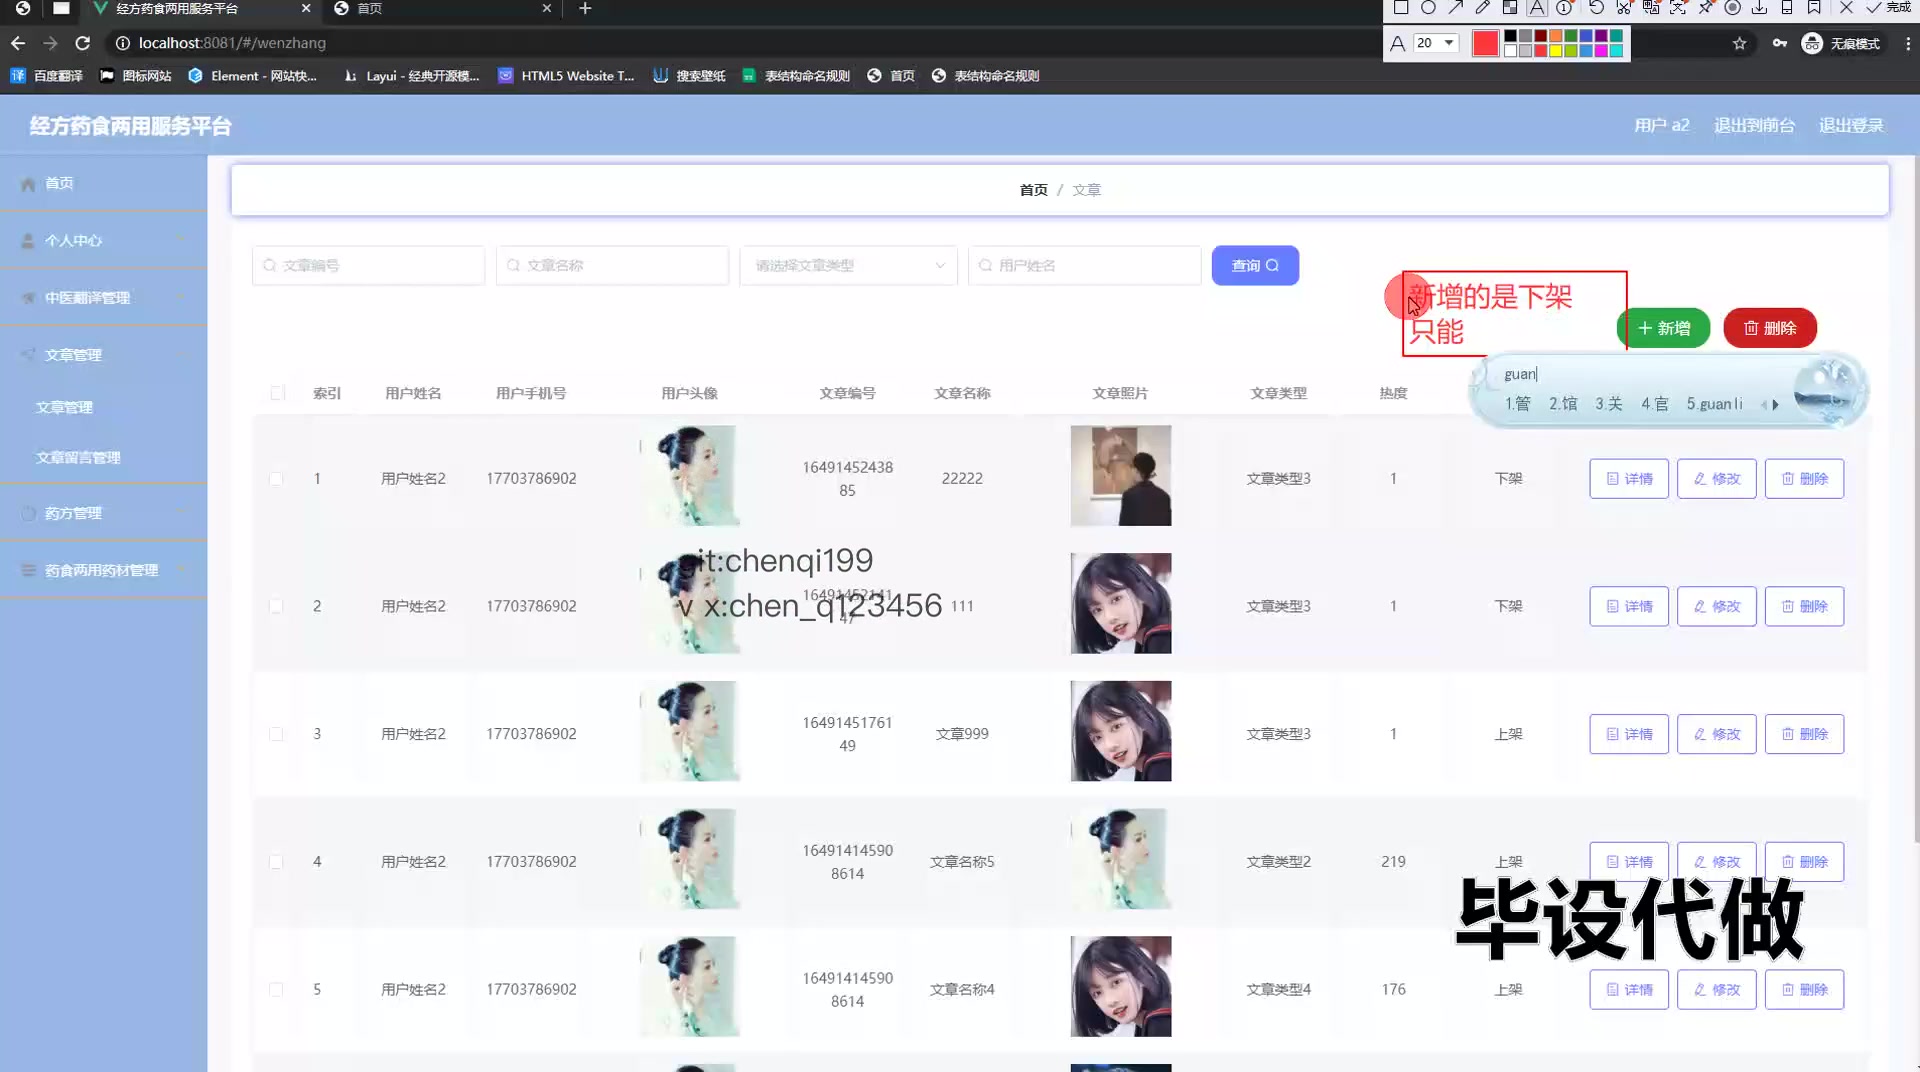 经方药食两用服务平台
首页
localhost:8081/#/wenzhang
A 20
完成
无痕模式
百度翻译
图标网站
Element - 网站快...
Layui - 经典开源模...
HTML5 Website T...
搜索壁纸
表结构命名规则
首页
表结构命名规则
经方药食两用服务平台
用户 a2 退出到前台 退出登录
首页
个人中心
中医翻译管理
文章管理
文章管理
文章留言管理
药方管理
药食两用药材管理
首页 / 文章
文章编号
文章名称
请选择文章类型
用户姓名
查询
新增的是下架
只能
新增
删除
guan
1.管 2.馆 3.关 4.官 5.guan li
索引 用户姓名 用户手机号 用户头像 文章编号 文章名称 文章照片 文章类型 热度
1 用户姓名2 17703786902 16491452438
85 22222 文章类型3 1 下架 详情 修改 删除
git:chenqi199
v x:chen_q123456
2 用户姓名2 17703786902 16491452141
47 111 文章类型3 1 下架 详情 修改 删除
3 用户姓名2 17703786902 16491451761
49 文章999 文章类型3 1 上架 详情 修改 删除
4 用户姓名2 17703786902 16491414590
8614 文章名称5 文章类型2 219 上架 详情 修改 删除
毕设代做
5 用户姓名2 17703786902 16491414590
8614 文章名称4 文章类型4 176 上架 详情 修改 删除